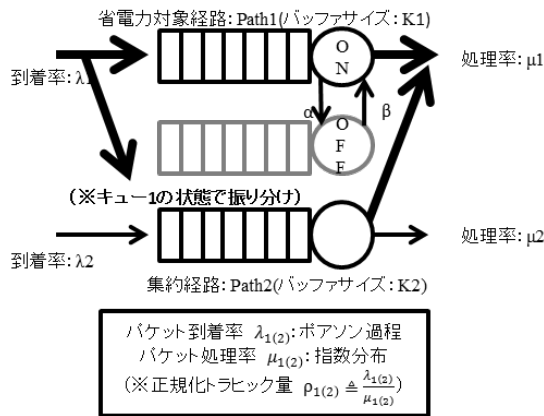 省電力対象経路: Path1(バッファサイズ: K1)
到着率: λ1
O
N
処理率: μ1
α
β
O
F
F
(※キュー1の状態で振り分け)
到着率: λ2
処理率: μ2
集約経路: Path2(バッファサイズ: K2)
パケット到着率 λ1(2): ポアソン過程
パケット処理率 μ1(2): 指数分布
(※正規化トラヒック量 ρ1(2) ≜ λ1(2)/μ1(2))